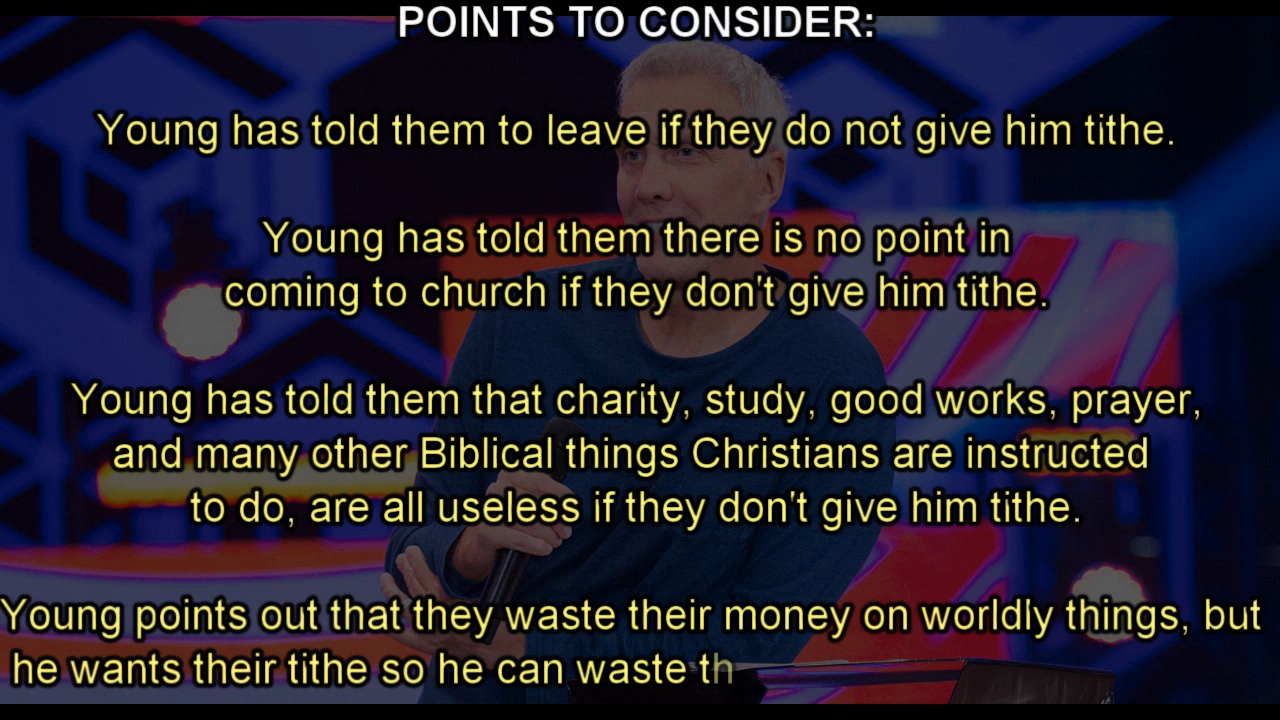 POINTS TO CONSIDER:
Young has told them to leave if they do not give him tithe.
Young has told them there is no point in
coming to church if they don't give him tithe.
Young has told them that charity, study, good works, prayer,
and many other Biblical things Christians are instructed
to do, are all useless if they don't give him tithe.
Young points out that they waste their money on worldly things, but
he wants their tithe so he can waste th